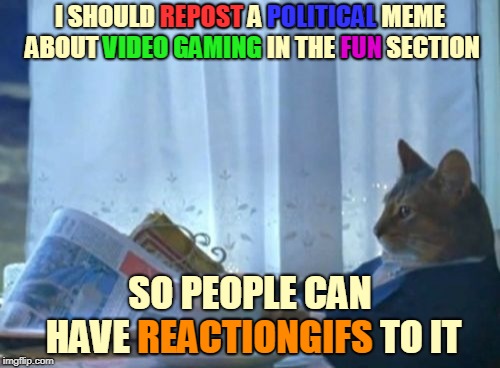 I SHOULD REPOST A POLITICAL MEME
ABOUT VIDEO GAMING IN THE FUN SECTION
SO PEOPLE CAN
HAVE REACTIONGIFS TO IT
imgflip.com